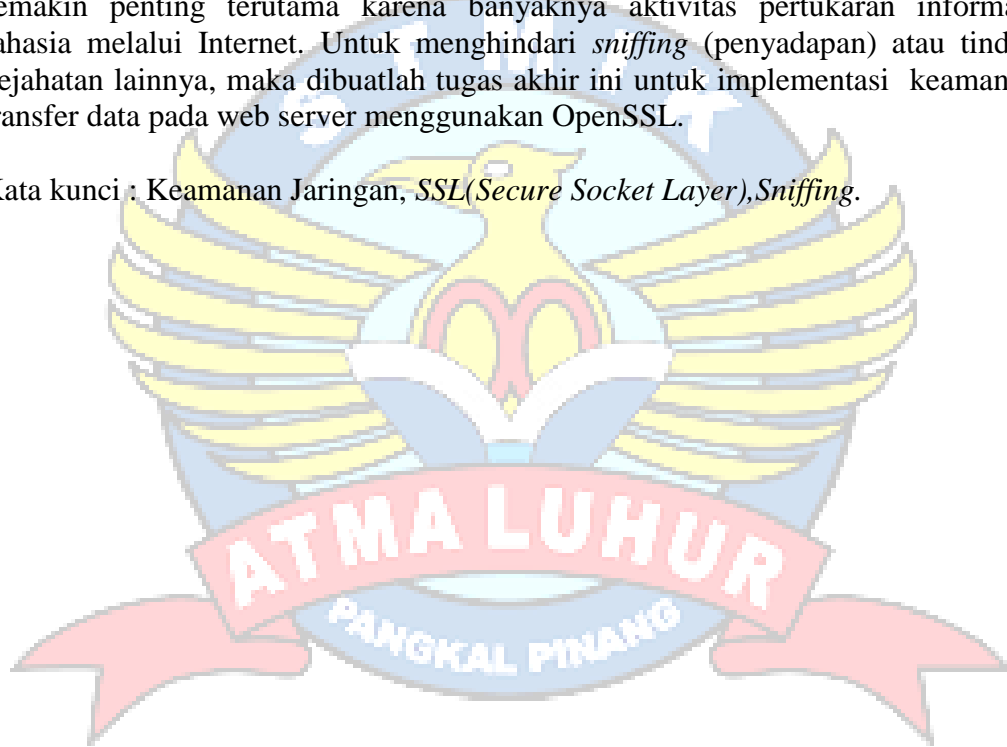 emakin penting terutama karena banyaknya aktivitas pertukaran informa
ahasia melalui Internet. Untuk menghindari sniffing (penyadapan) atau tind
ejahatan lainnya, maka dibuatlah tugas akhir ini untuk implementasi keaman
ransfer data pada web server menggunakan OpenSSL.
Kata kunci : Keamanan Jaringan, SSL(Secure Socket Layer),Sniffing.
STMIK
ATMA LUHUR
PANGKAL PINANG